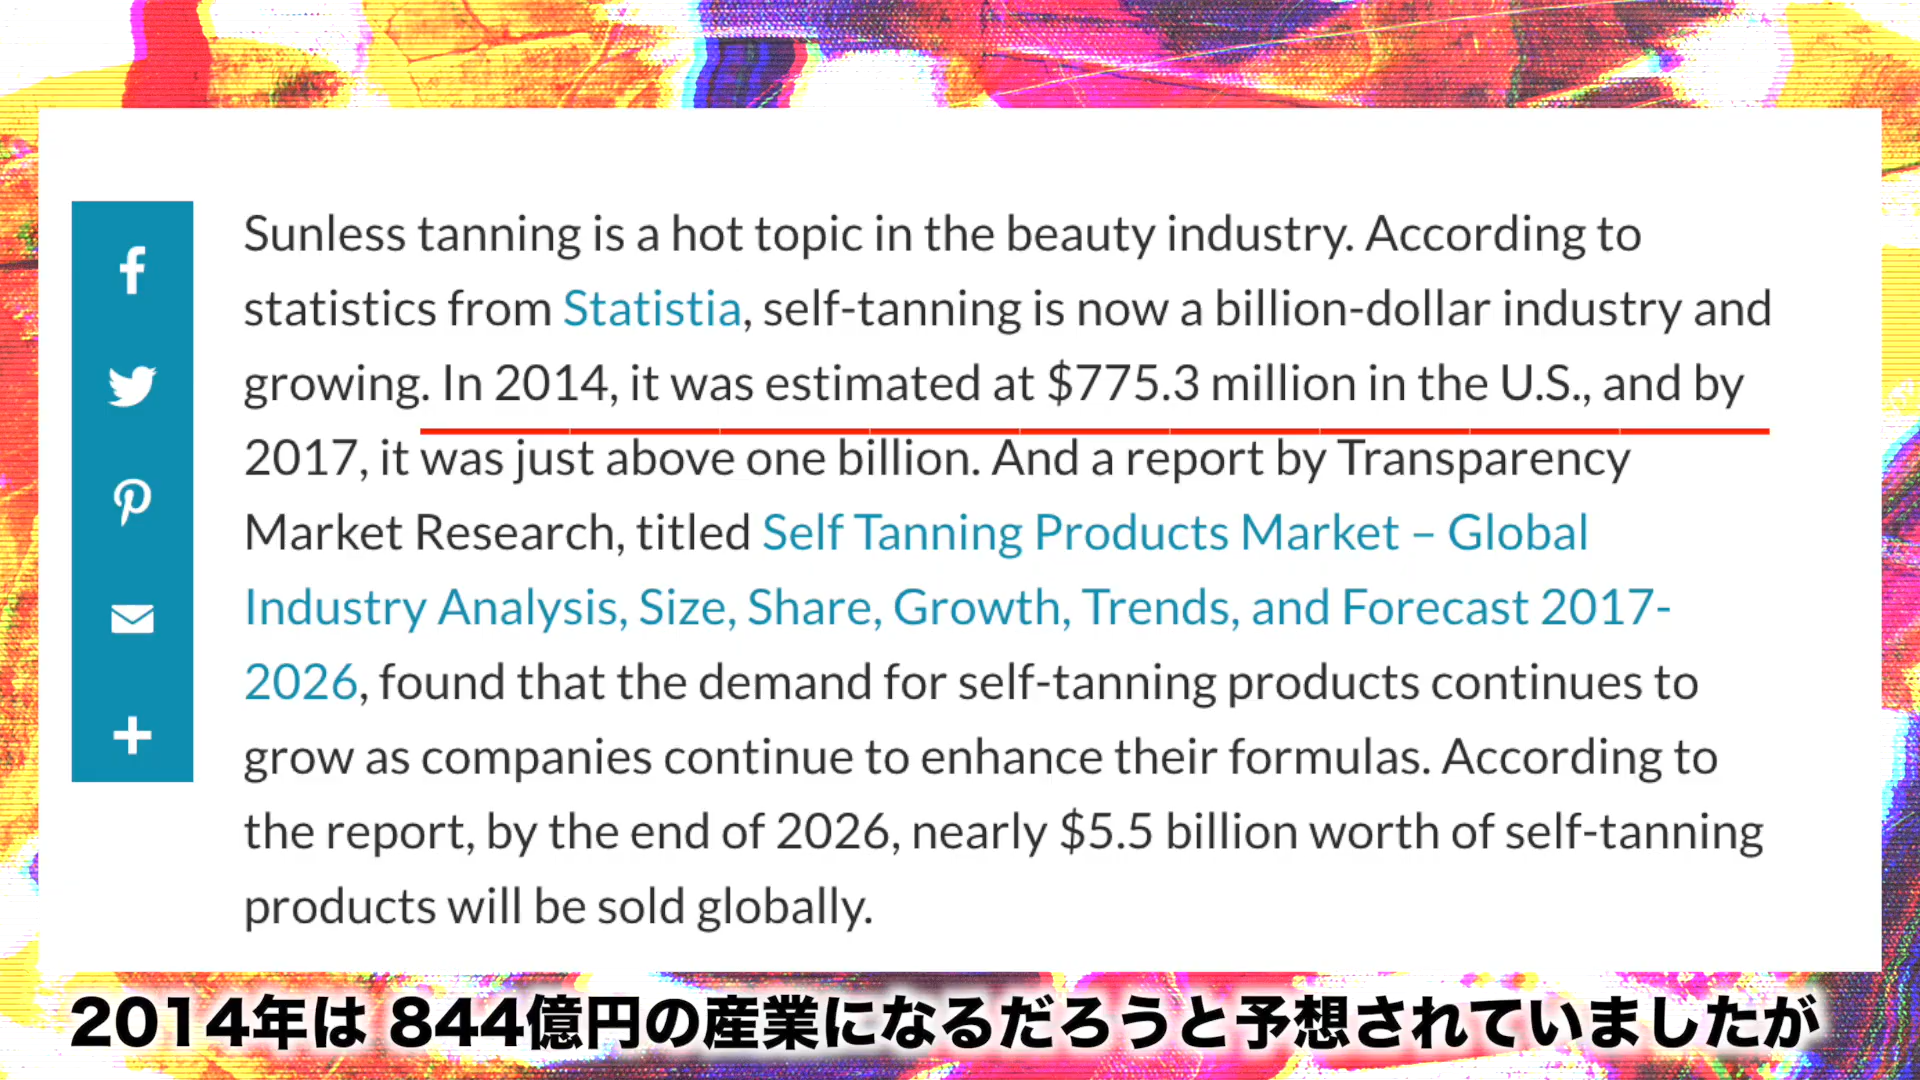 Sunless tanning is a hot topic in the beauty industry. According to
statistics from Statistia, self-tanning is now a billion-dollar industry and
growing. In 2014, it was estimated at $775.3 million in the U.S., and by
2017, it was just above one billion. And a report by Transparency
Market Research, titled Self Tanning Products Market – Global
Industry Analysis, Size, Share, Growth, Trends, and Forecast 2017-
2026, found that the demand for self-tanning products continues to
grow as companies continue to enhance their formulas. According to
the report, by the end of 2026, nearly $5.5 billion worth of self-tanning
products will be sold globally.
2014年は 844億円の産業になるだろうと予想されていましたが